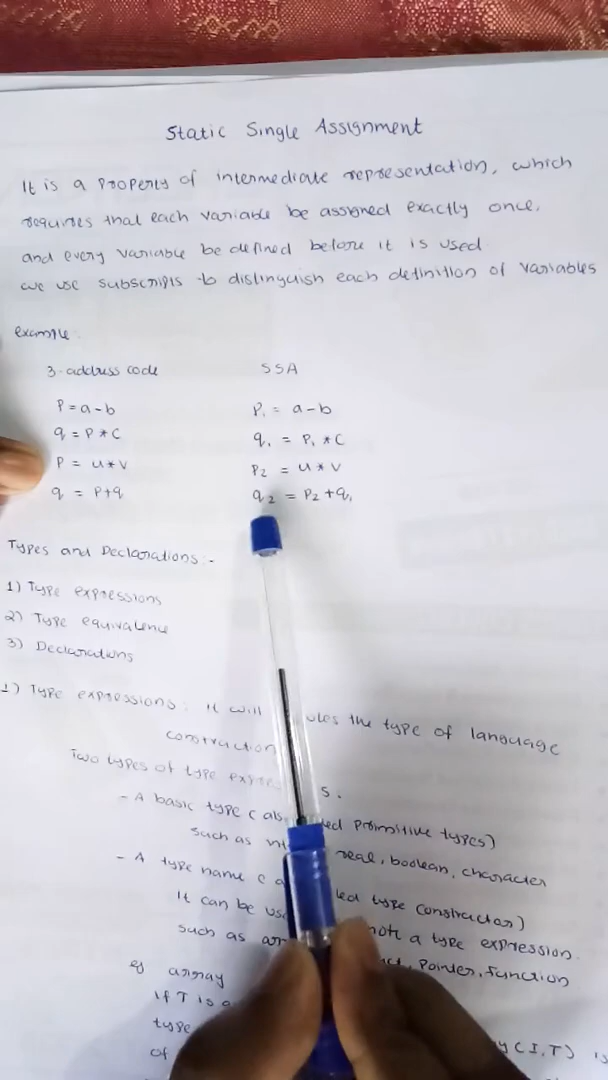 Static Single Assignment
It is a property of intermediate representation, which
requires that each variable be assigned exactly once.
and every variable be defined before it is used
we use subscripts to distinguish each definition of variables
example
3-address code SSA
P = a-b P₁ = a-b
q = P*C q₁ = P₁ *C
P = u*v P₂ = u*v
q = P+q q₂ = P₂+q₁
Types and Declarations:-
1) Type expressions
2) Type equivalence
3) Declarations
1) Type expressions: it will the type of language
construction
Two types of type
- A basic type ( primitive types)
such as real, boolean, character
- A type name ( type constructor)
It can be a type expression.
such as pointer, function
eg array
If T is
type (I,T) is
of